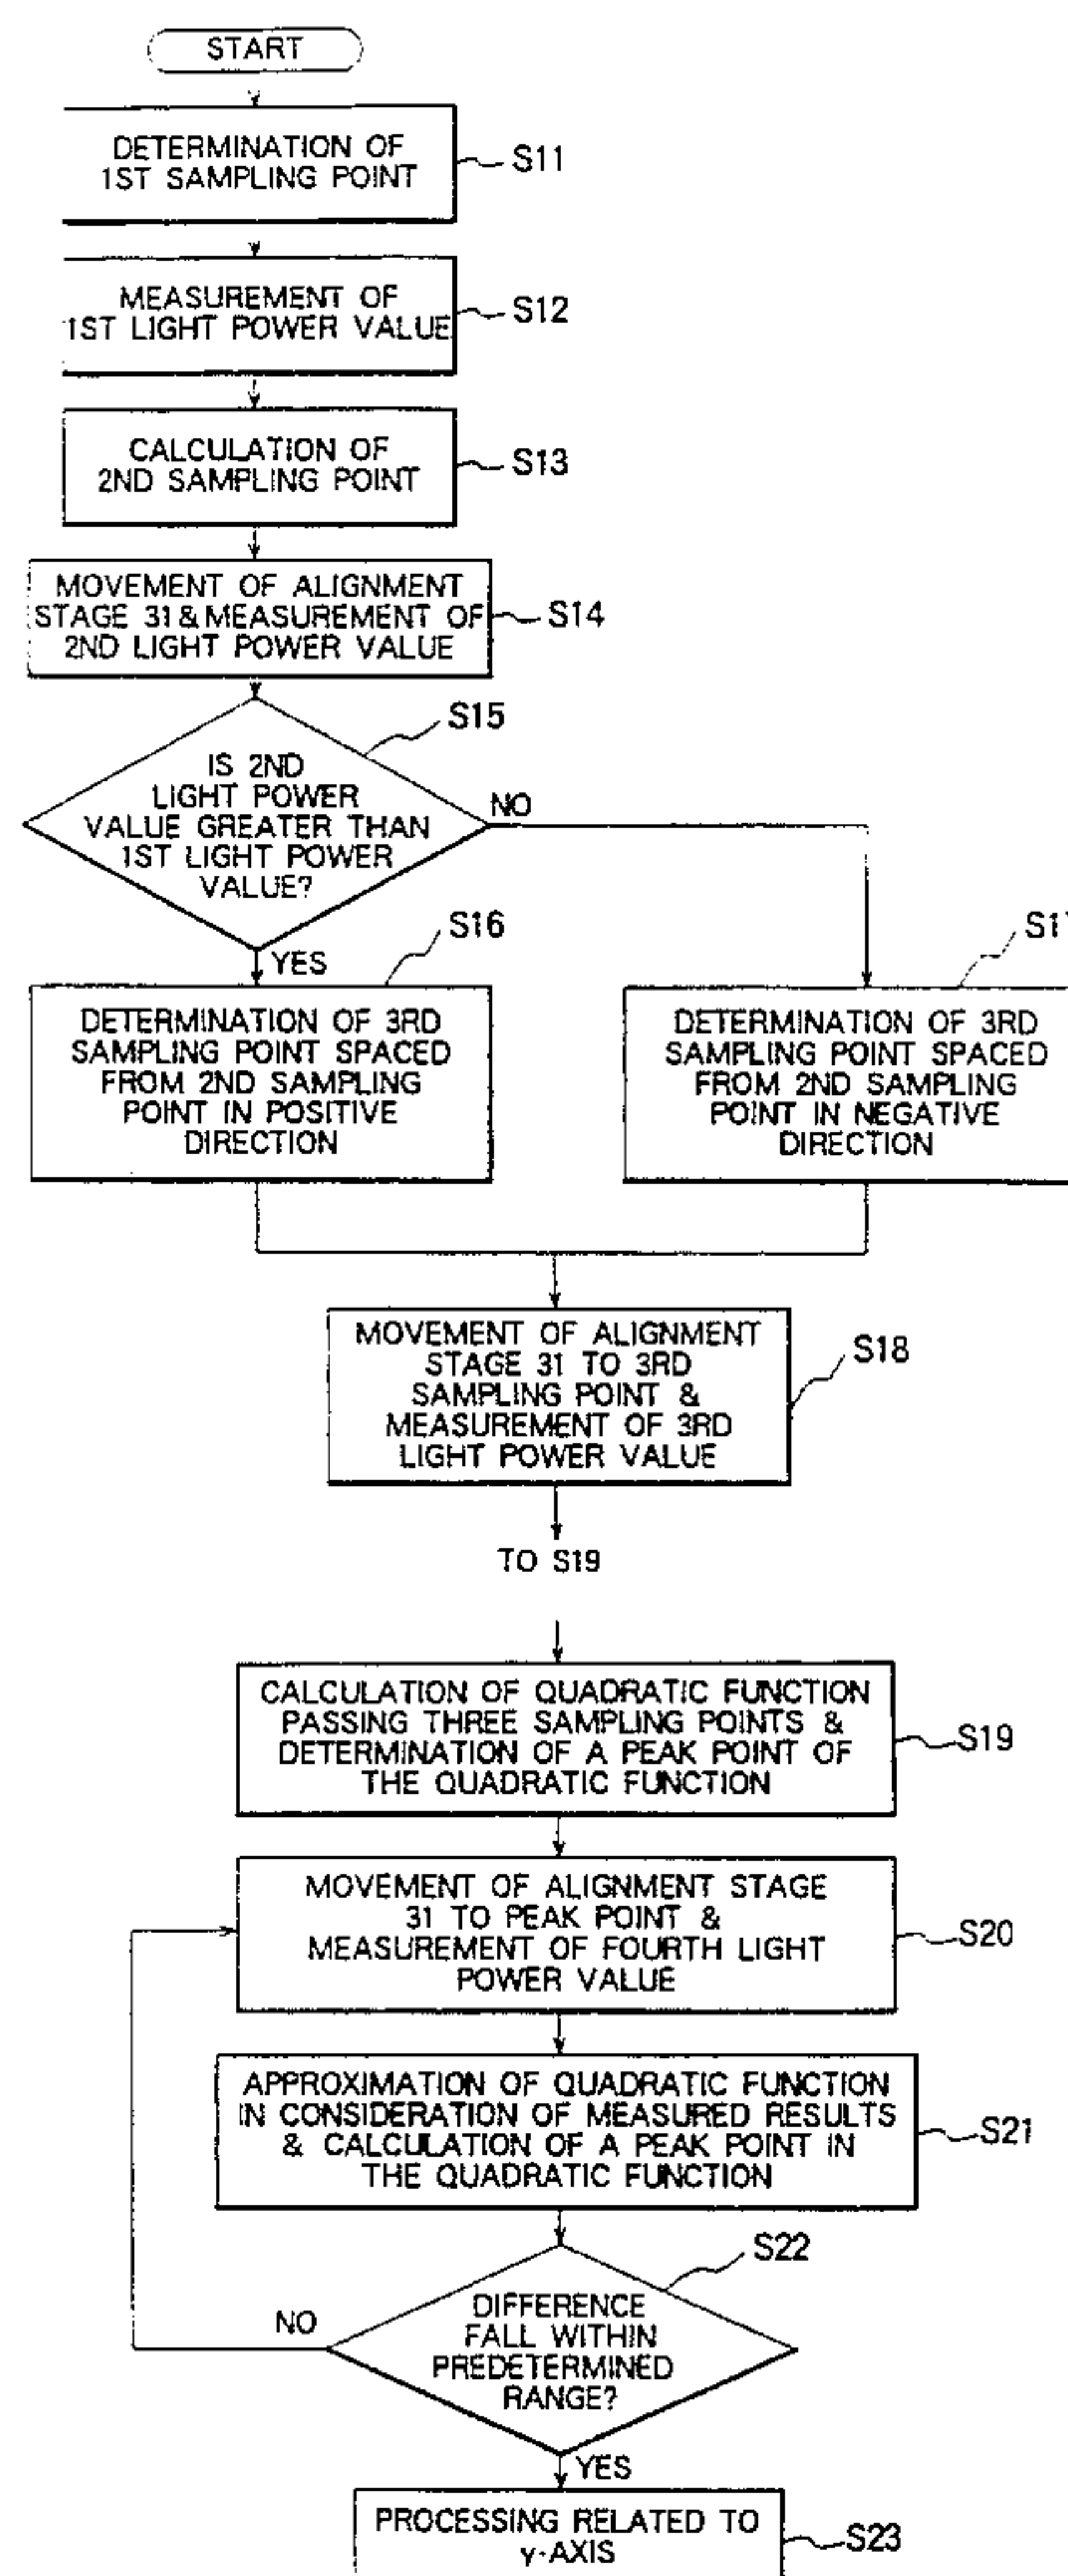 START
DETERMINATION OF
1ST SAMPLING POINT
S11
MEASUREMENT OF
1ST LIGHT POWER VALUE
S12
CALCULATION OF
2ND SAMPLING POINT
S13
MOVEMENT OF ALIGNMENT
STAGE 31 & MEASUREMENT OF
2ND LIGHT POWER VALUE
S14
S15
IS 2ND
LIGHT POWER
VALUE GREATER THAN
1ST LIGHT POWER
VALUE?
NO
YES
S16
DETERMINATION OF 3RD
SAMPLING POINT SPACED
FROM 2ND SAMPLING
POINT IN POSITIVE
DIRECTION
DETERMINATION OF 3RD
SAMPLING POINT SPACED
FROM 2ND SAMPLING
POINT IN NEGATIVE
DIRECTION
MOVEMENT OF ALIGNMENT
STAGE 31 TO 3RD
SAMPLING POINT &
MEASUREMENT OF 3RD
LIGHT POWER VALUE
S18
TO S19
CALCULATION OF QUADRATIC FUNCTION
PASSING THREE SAMPLING POINTS &
DETERMINATION OF A PEAK POINT OF
THE QUADRATIC FUNCTION
S19
MOVEMENT OF ALIGNMENT STAGE
31 TO PEAK POINT &
MEASUREMENT OF FOURTH LIGHT
POWER VALUE
S20
APPROXIMATION OF QUADRATIC FUNCTION
IN CONSIDERATION OF MEASURED RESULTS
& CALCULATION OF A PEAK POINT IN
THE QUADRATIC FUNCTION
S21
S22
DIFFERENCE
FALL WITHIN
PREDETERMINED
RANGE?
NO
YES
PROCESSING RELATED TO
y-AXIS
S23